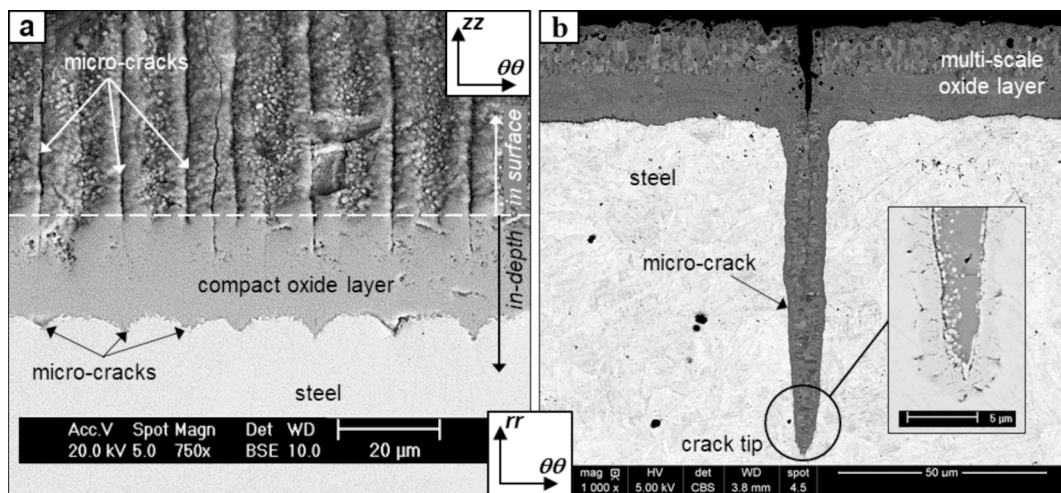 a
zz
θθ
micro-cracks
in-depth
in surface
compact oxide layer
micro-cracks
steel
Acc.V Spot Magn Det WD
20.0 kV 5.0 750x BSE 10.0 20 µm
rr
θθ
b
multi-scale
oxide layer
steel
micro-crack
5 µm
crack tip
mag HV det WD spot
1 000 x 5.00 kV CBS 3.8 mm 4.5 50 µm